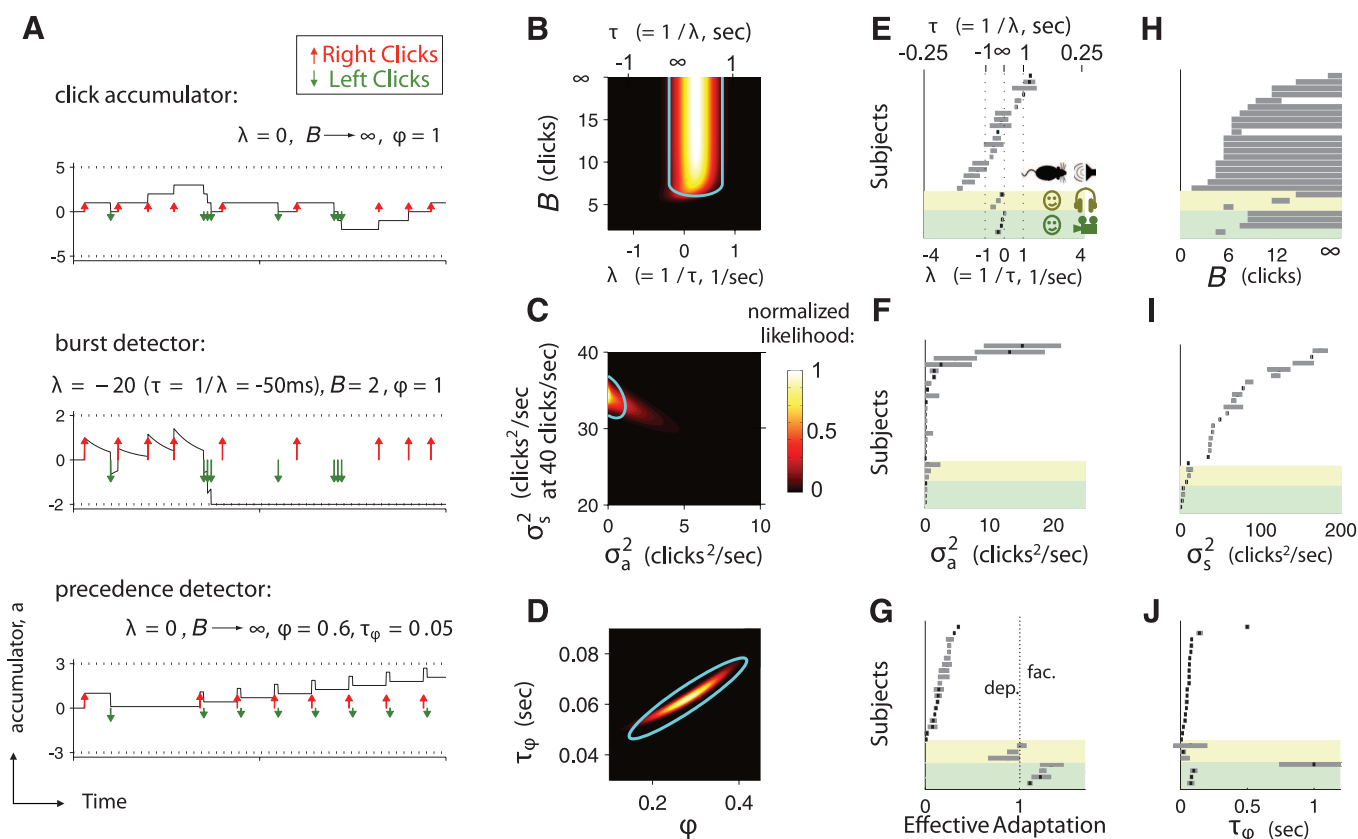 A
Right Clicks
Left Clicks
click accumulator:
λ = 0, B → ∞, φ = 1
5
0
-5
burst detector:
λ = −20 (τ = 1/λ = -50ms), B = 2, φ = 1
2
0
-2
precedence detector:
λ = 0, B → ∞, φ = 0.6, τφ = 0.05
3
0
-3
accumulator, a
Time
B
τ (= 1/λ, sec)
-1 ∞ 1
∞
15
10
5
B (clicks)
-1 0 1
λ (= 1/τ, 1/sec)
C
normalized
likelihood:
1
0.5
0
40
30
20
σs² (clicks²/sec
at 40 clicks/sec)
0 5 10
σa² (clicks²/sec)
D
0.08
0.06
0.04
τφ (sec)
0.2 0.4
φ
E
τ (= 1/λ, sec)
-0.25 -1 ∞ 1 0.25
Subjects
-4 -1 0 1 4
λ (= 1/τ, 1/sec)
F
Subjects
0 10 20
σa² (clicks²/sec)
G
dep. fac.
Subjects
0 1
Effective Adaptation
H
0 6 12 ∞
B (clicks)
I
0 100 200
σs² (clicks²/sec)
J
0 0.5 1
τφ (sec)